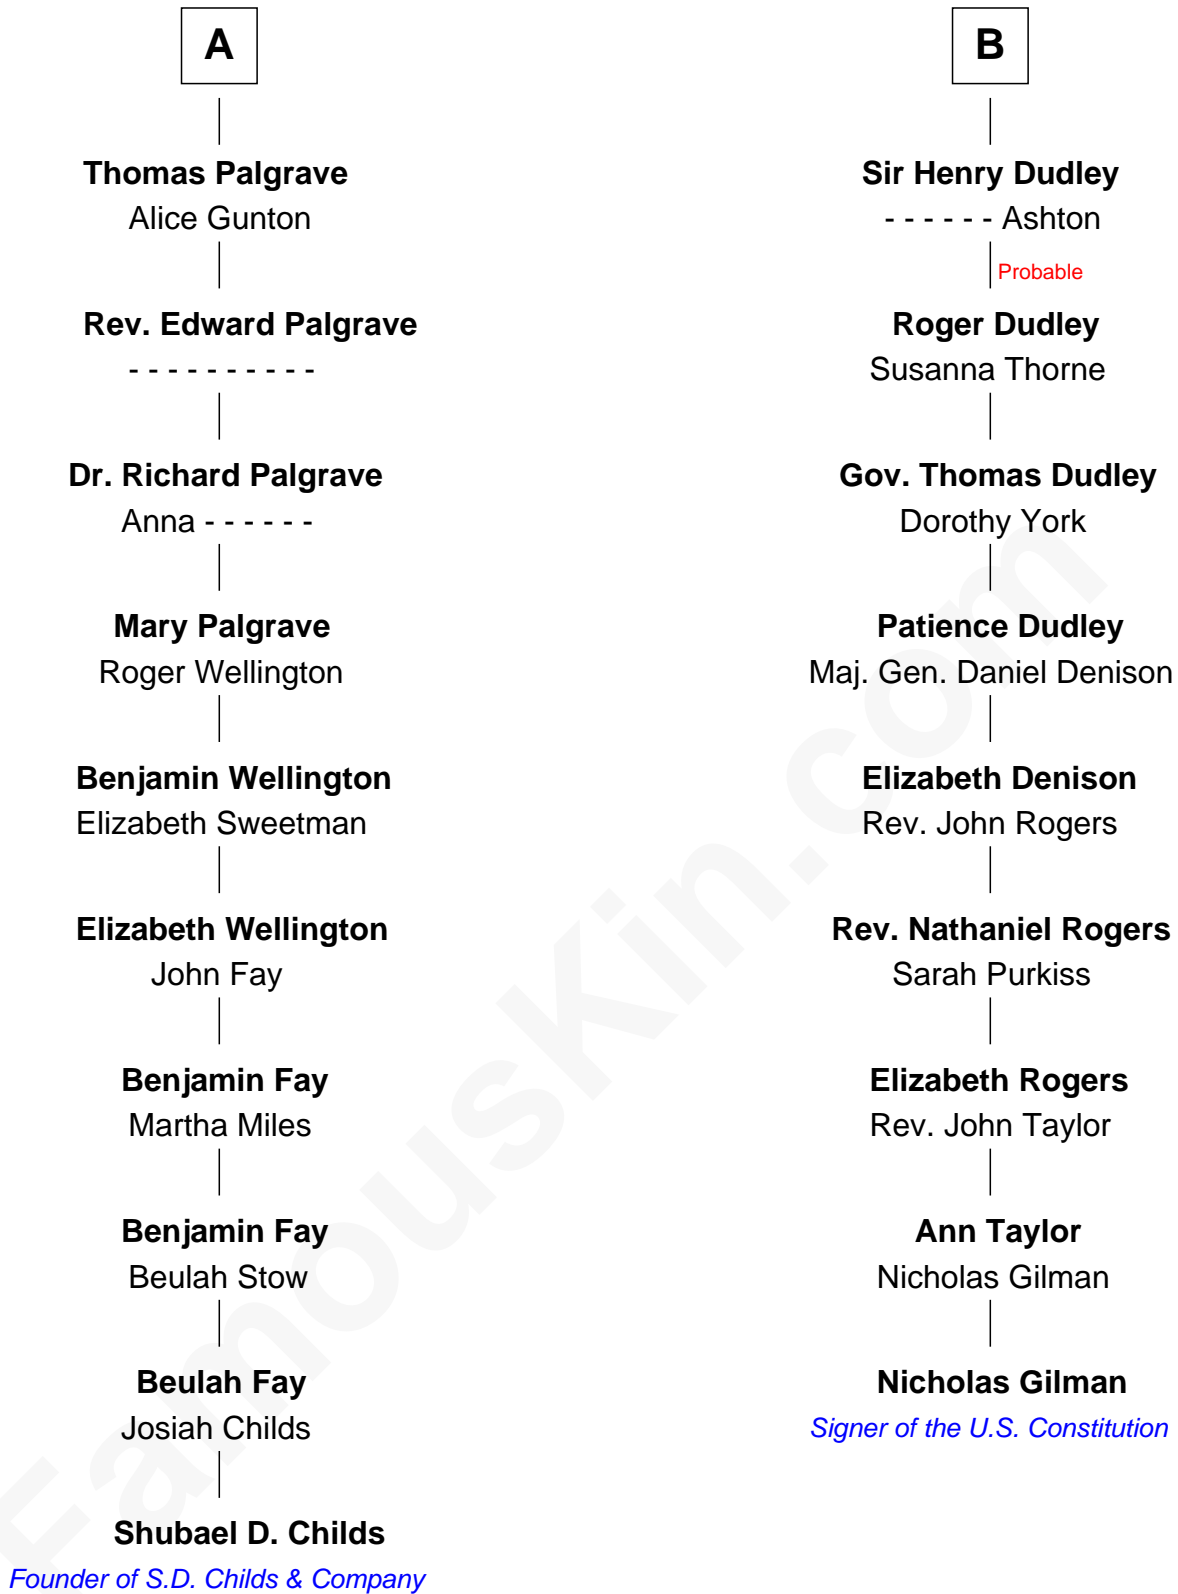 A
Thomas Palgrave
Alice Gunton
Rev. Edward Palgrave
- - - - - - - - - -
Dr. Richard Palgrave
Anna - - - - - -
Mary Palgrave
Roger Wellington
Benjamin Wellington
Elizabeth Sweetman
Elizabeth Wellington
John Fay
Benjamin Fay
Martha Miles
Benjamin Fay
Beulah Stow
Beulah Fay
Josiah Childs
Shubael D. Childs
Founder of S.D. Childs & Company
B
Sir Henry Dudley
- - - - - - Ashton
Probable
Roger Dudley
Susanna Thorne
Gov. Thomas Dudley
Dorothy York
Patience Dudley
Maj. Gen. Daniel Denison
Elizabeth Denison
Rev. John Rogers
Rev. Nathaniel Rogers
Sarah Purkiss
Elizabeth Rogers
Rev. John Taylor
Ann Taylor
Nicholas Gilman
Nicholas Gilman
Signer of the U.S. Constitution
FamousKin.com